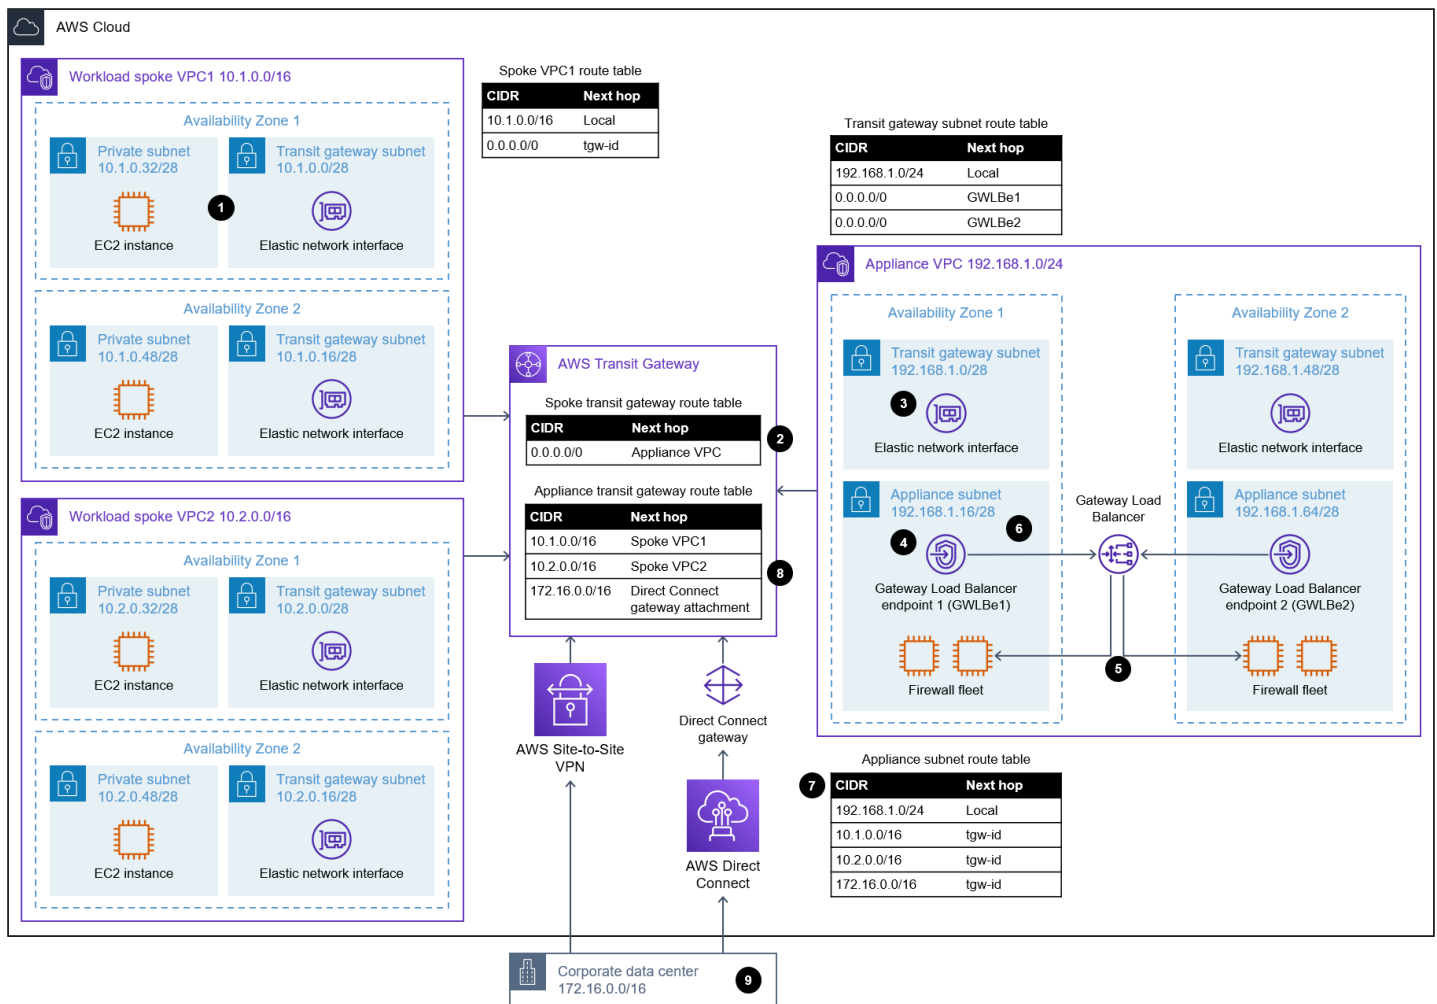 AWS Cloud
Workload spoke VPC1 10.1.0.0/16
Availability Zone 1
Private subnet
10.1.0.32/28
EC2 instance
1
Transit gateway subnet
10.1.0.0/28
Elastic network interface
Availability Zone 2
Private subnet
10.1.0.48/28
EC2 instance
Transit gateway subnet
10.1.0.16/28
Elastic network interface
Workload spoke VPC2 10.2.0.0/16
Availability Zone 1
Private subnet
10.2.0.32/28
EC2 instance
Transit gateway subnet
10.2.0.0/28
Elastic network interface
Availability Zone 2
Private subnet
10.2.0.48/28
EC2 instance
Transit gateway subnet
10.2.0.16/28
Elastic network interface
Spoke VPC1 route table
CIDR Next hop
10.1.0.0/16 Local
0.0.0.0/0 tgw-id
AWS Transit Gateway
Spoke transit gateway route table
CIDR Next hop
2
0.0.0.0/0 Appliance VPC
Appliance transit gateway route table
CIDR Next hop
10.1.0.0/16 Spoke VPC1
10.2.0.0/16 Spoke VPC2
8
172.16.0.0/16 Direct Connect
gateway attachment
AWS Site-to-Site
VPN
Direct Connect
gateway
AWS Direct
Connect
Corporate data center
172.16.0.0/16
9
Transit gateway subnet route table
CIDR Next hop
192.168.1.0/24 Local
0.0.0.0/0 GWLBe1
0.0.0.0/0 GWLBe2
Appliance VPC 192.168.1.0/24
Availability Zone 1
Transit gateway subnet
192.168.1.0/28
3
Elastic network interface
Appliance subnet
192.168.1.16/28
6
4
Gateway Load Balancer
endpoint 1 (GWLBe1)
Firewall fleet
Gateway Load
Balancer
5
Availability Zone 2
Transit gateway subnet
192.168.1.48/28
Elastic network interface
Appliance subnet
192.168.1.64/28
Gateway Load Balancer
endpoint 2 (GWLBe2)
Firewall fleet
Appliance subnet route table
7
CIDR Next hop
192.168.1.0/24 Local
10.1.0.0/16 tgw-id
10.2.0.0/16 tgw-id
172.16.0.0/16 tgw-id